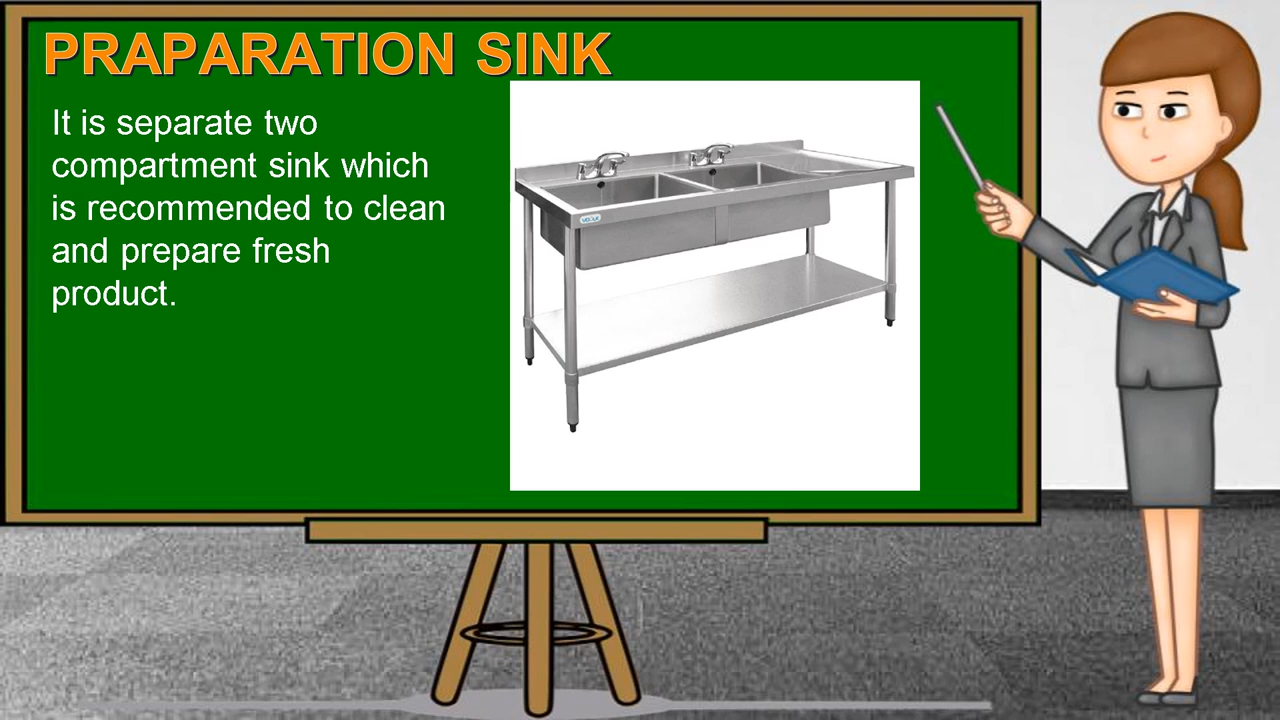 PRAPARATION SINK
It is separate two
compartment sink which
is recommended to clean
and prepare fresh
product.